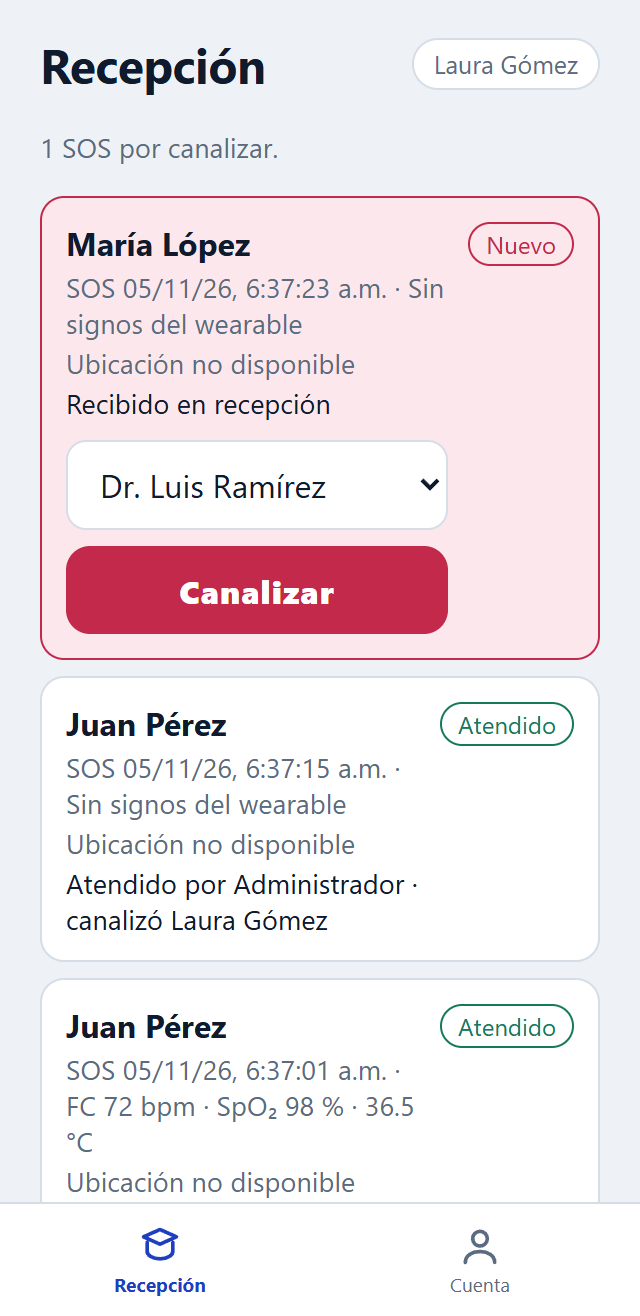 Recepción
Laura Gómez
1 SOS por canalizar.
María López
Nuevo
SOS 05/11/26, 6:37:23 a.m. · Sin
signos del wearable
Ubicación no disponible
Recibido en recepción
Dr. Luis Ramírez
Canalizar
Juan Pérez
Atendido
SOS 05/11/26, 6:37:15 a.m. ·
Sin signos del wearable
Ubicación no disponible
Atendido por Administrador ·
canalizó Laura Gómez
Juan Pérez
Atendido
SOS 05/11/26, 6:37:01 a.m. ·
FC 72 bpm · SpO₂ 98 % · 36.5
°C
Ubicación no disponible
Recepción
Cuenta